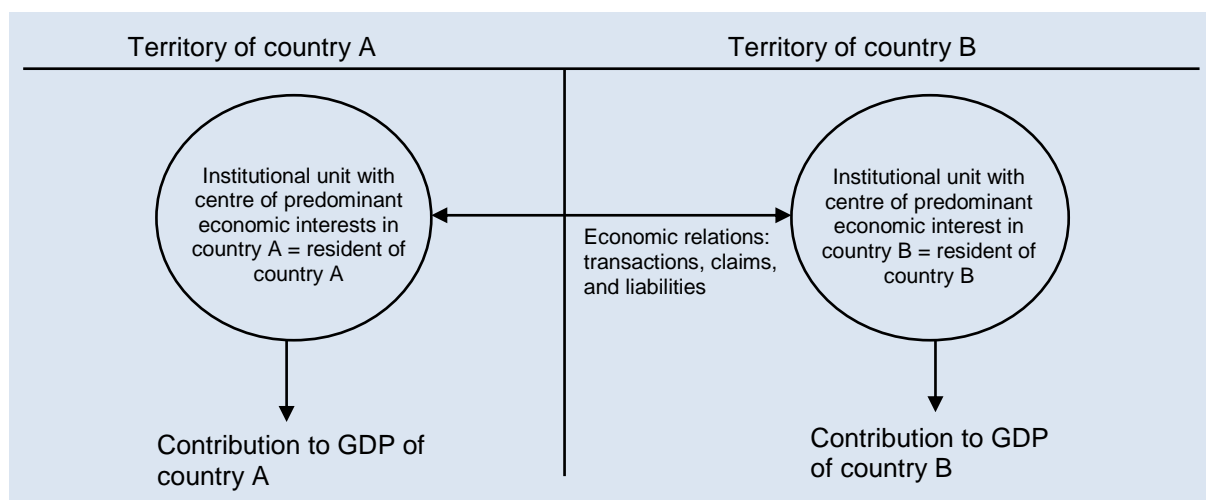 Territory of country A
Territory of country B
Institutional unit with
centre of predominant
economic interests in
country A = resident of
country A
Economic relations:
transactions, claims,
and liabilities
Institutional unit with
centre of predominant
economic interest in
country B = resident of
country B
Contribution to GDP of
country A
Contribution to GDP
of country B